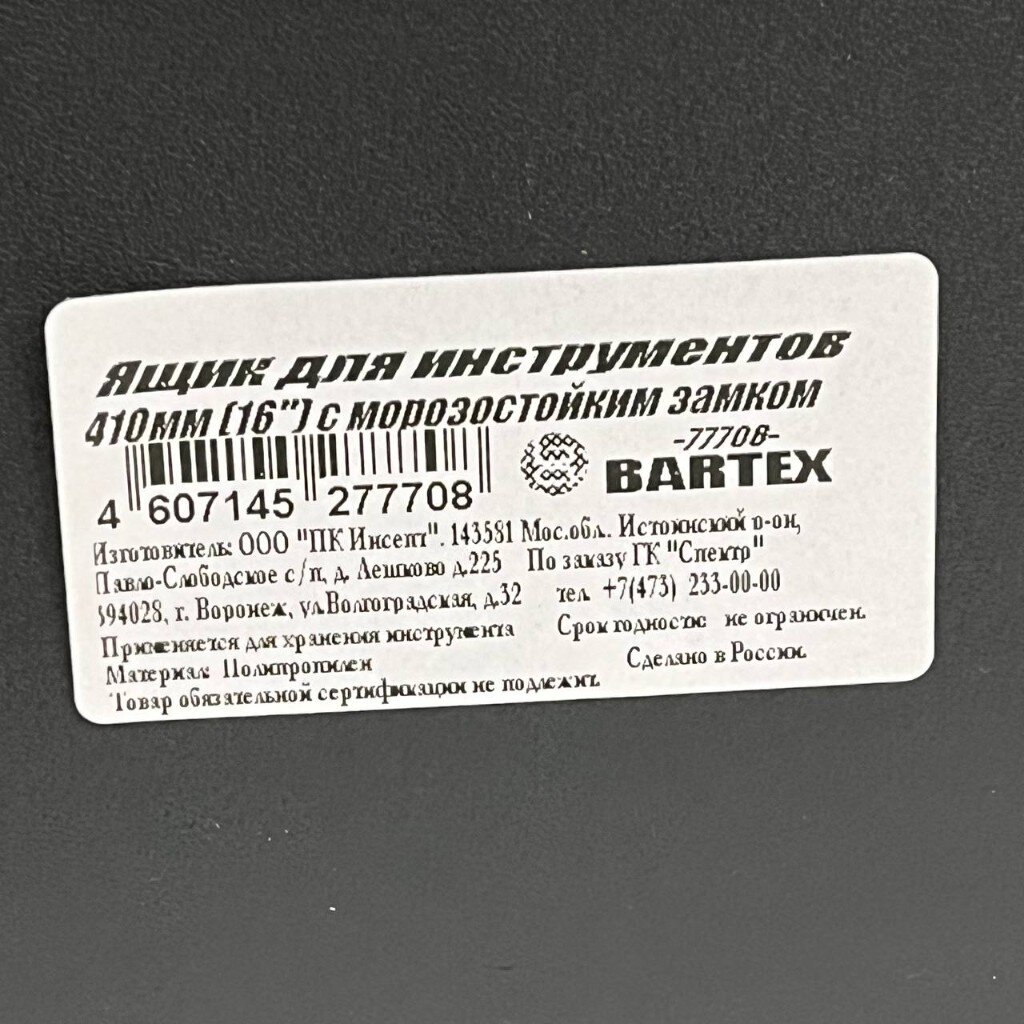 Ящик для инструментов
410мм (16") с морозостойким замком
-77708-
BARTEX
4 607145 277708
Изготовитель: ООО "ПК Инсепт". 143581 Мос.обл. Истоинский р-он,
Павло-Слободское с/п, д. Лешково д.225 По заказу ГК "Спектр"
394028, г. Воронеж, ул.Волгоградская, д.32 тел. +7(473) 233-00-00
Применяется для хранения инструмента Срок годности: не ограничен.
Материал: Полипропилен Сделано в России.
Товар обязательной сертификации не подлежит.